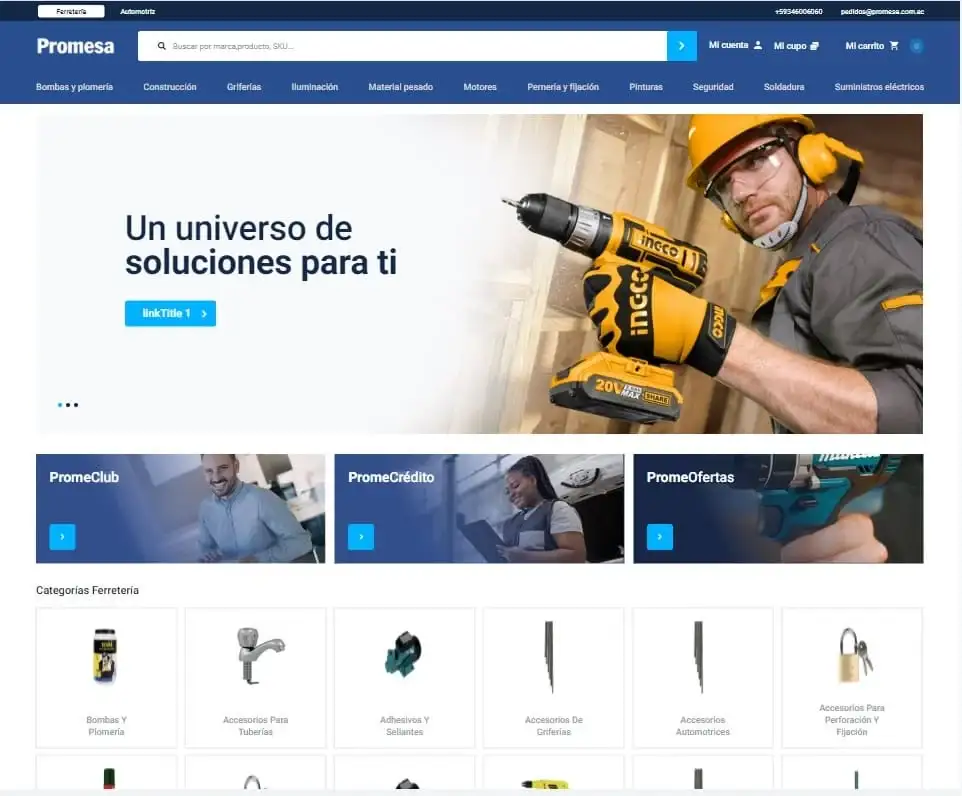 Ferretería
Automotriz
+59346006060
pedidos@promesa.com.ec
Promesa
Buscar por marca,producto, SKU...
Mi cuenta
Mi cupo
Mi carrito
Bombas y plomería
Construcción
Griferías
Iluminación
Material pesado
Motores
Pernería y fijación
Pinturas
Seguridad
Soldadura
Suministros eléctricos
Un universo de
soluciones para ti
linkTitle 1
INGCO
INGCO
INGCO
20V MAX
SHARE
PromeClub
PromeCrédito
PromeOfertas
makita
Categorías Ferretería
Bombas Y
Plomería
Accesorios Para
Tuberías
Adhesivos Y
Sellantes
Accesorios De
Griferías
Accesorios
Automotrices
Accesorios Para
Perforación Y
Fijación